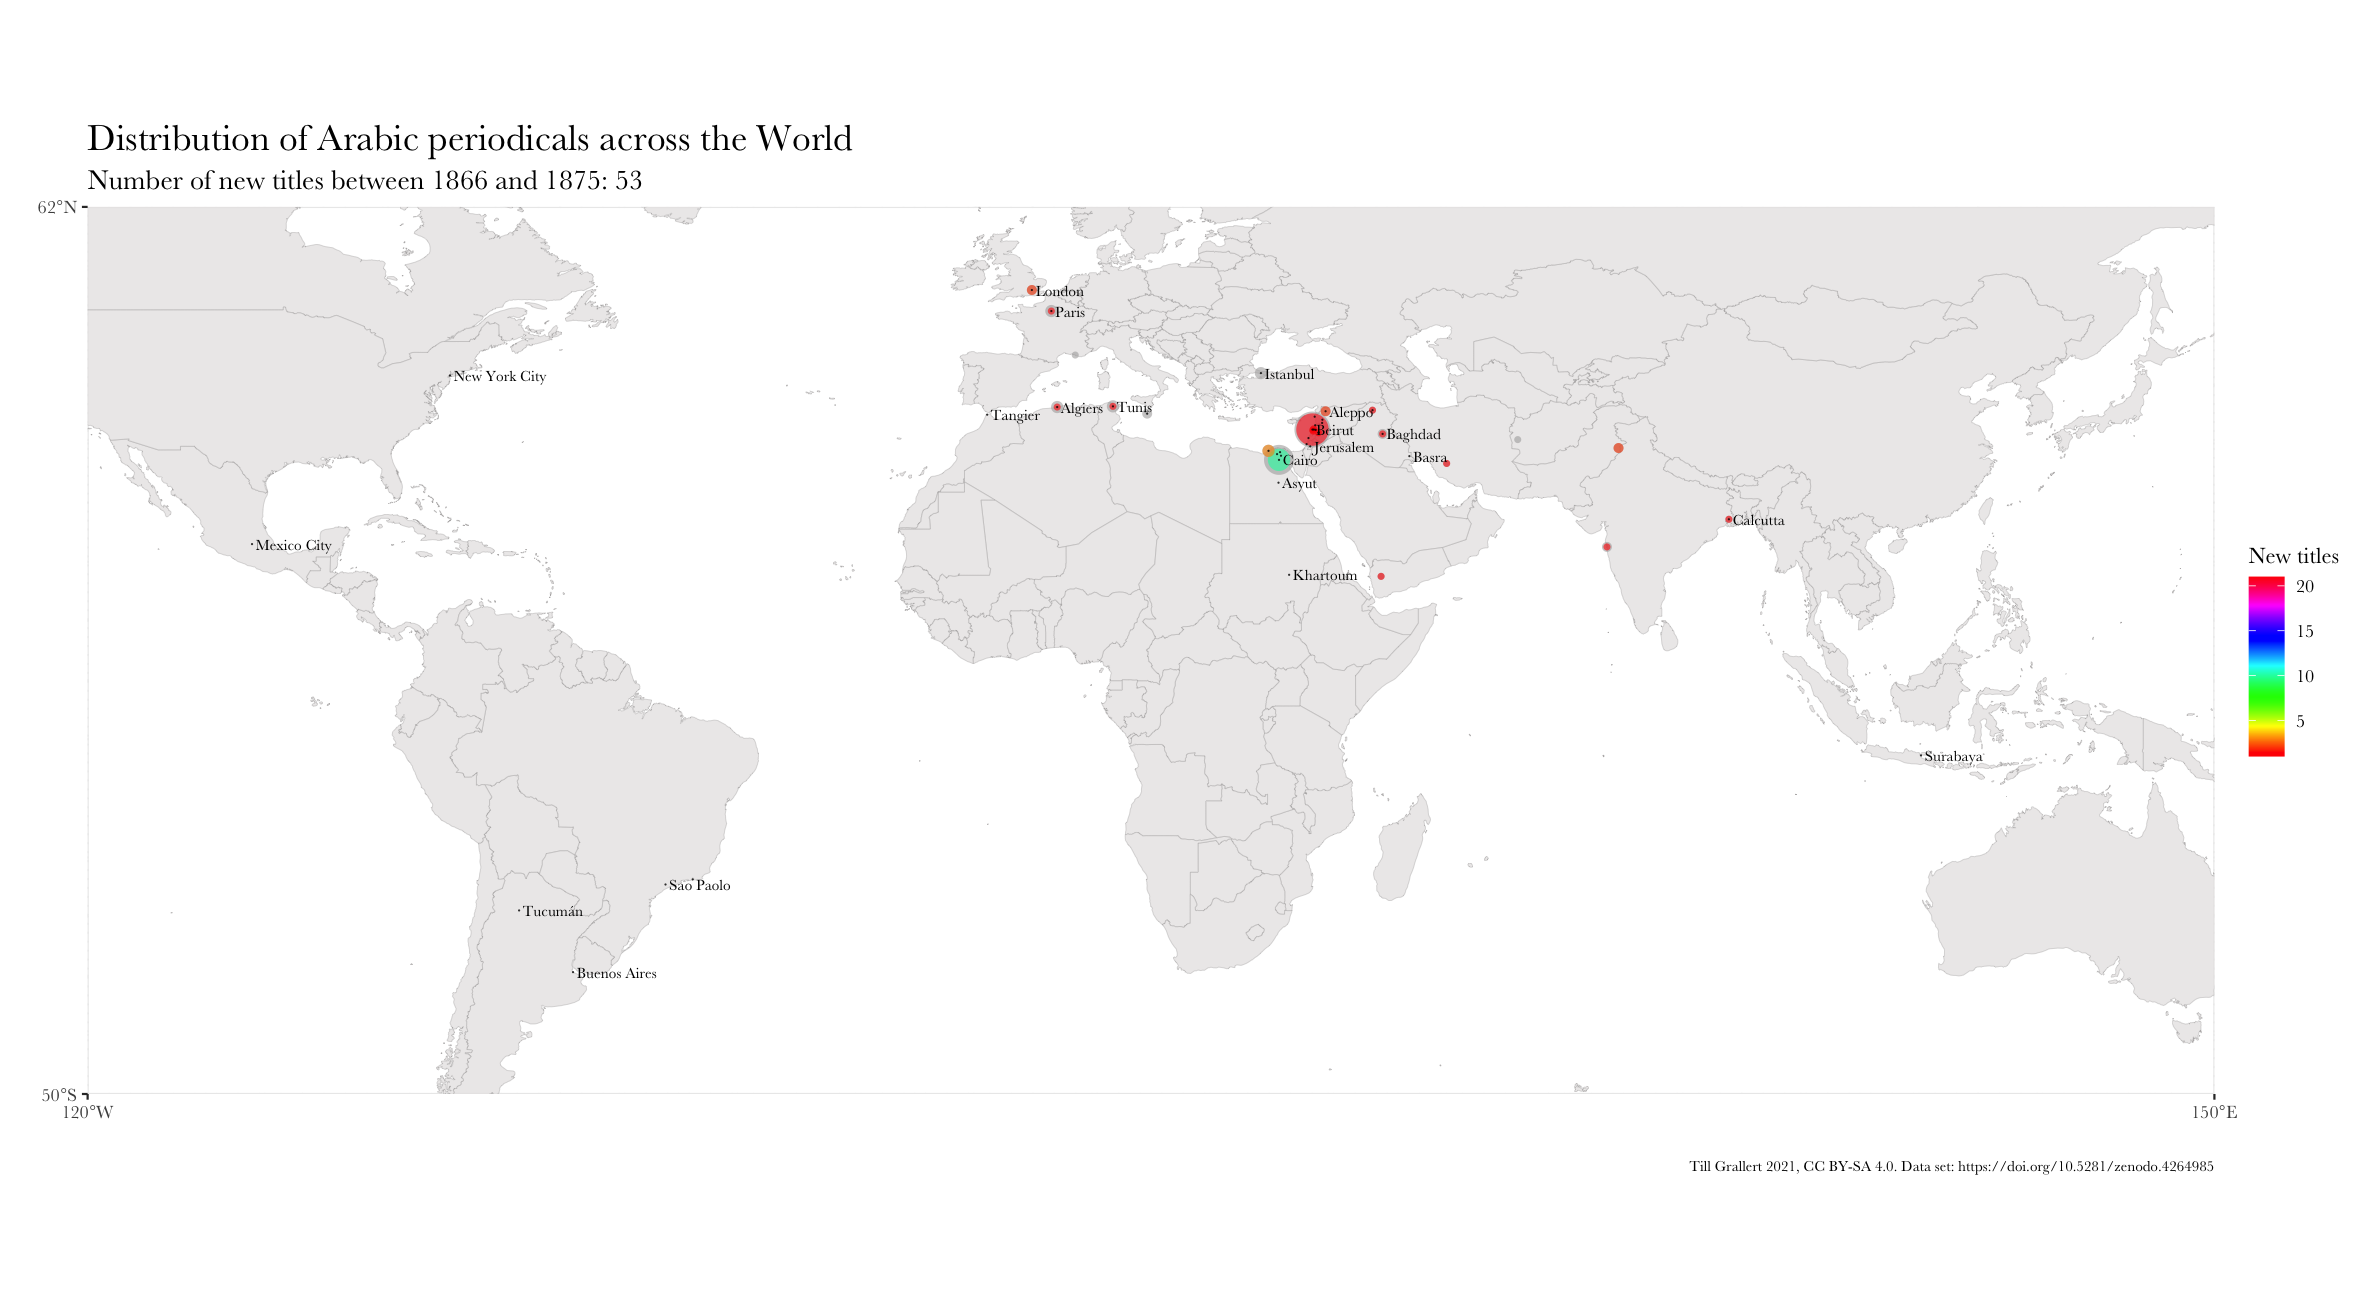 Distribution of Arabic periodicals across the World
Number of new titles between 1866 and 1875: 53
62°N
London
Paris
New York City
Istanbul
Tangier
Algiers
Tunis
Aleppo
Beirut
Baghdad
Jerusalem
Cairo
Basra
Asyut
Calcutta
Mexico City
Khartoum
New titles
20
15
10
5
Surabaya
Sao Paolo
Tucumán
Buenos Aires
50°S
120°W
150°E
Till Grallert 2021, CC BY-SA 4.0. Data set: https://doi.org/10.5281/zenodo.4264985